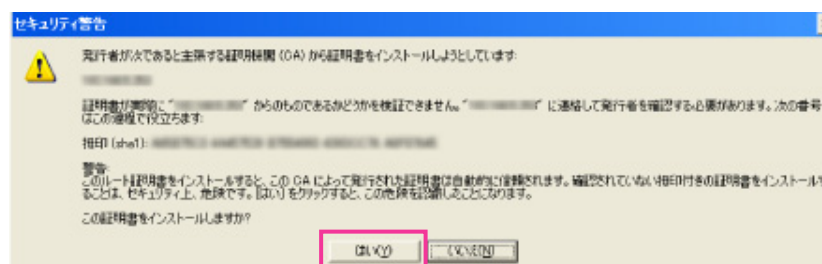 セキュリティ警告
発行者が次であると主張する証明機関 (CA) から証明書をインストールしようとしています:
証明書が実際に " " からのものであるかどうかを検証できません。" " に連絡して発行者を確認する必要があります。次の番号
はこの過程で役立ちます:
拇印 (sha1):
警告:
このルート証明書をインストールすると、この CA によって発行された証明書は自動的に信頼されます。確認されていない拇印付きの証明書をインストールす
ることは、セキュリティ上、危険です。[はい] をクリックすると、この危険を認識したことになります。
この証明書をインストールしますか?
はい(Y)
いいえ(N)